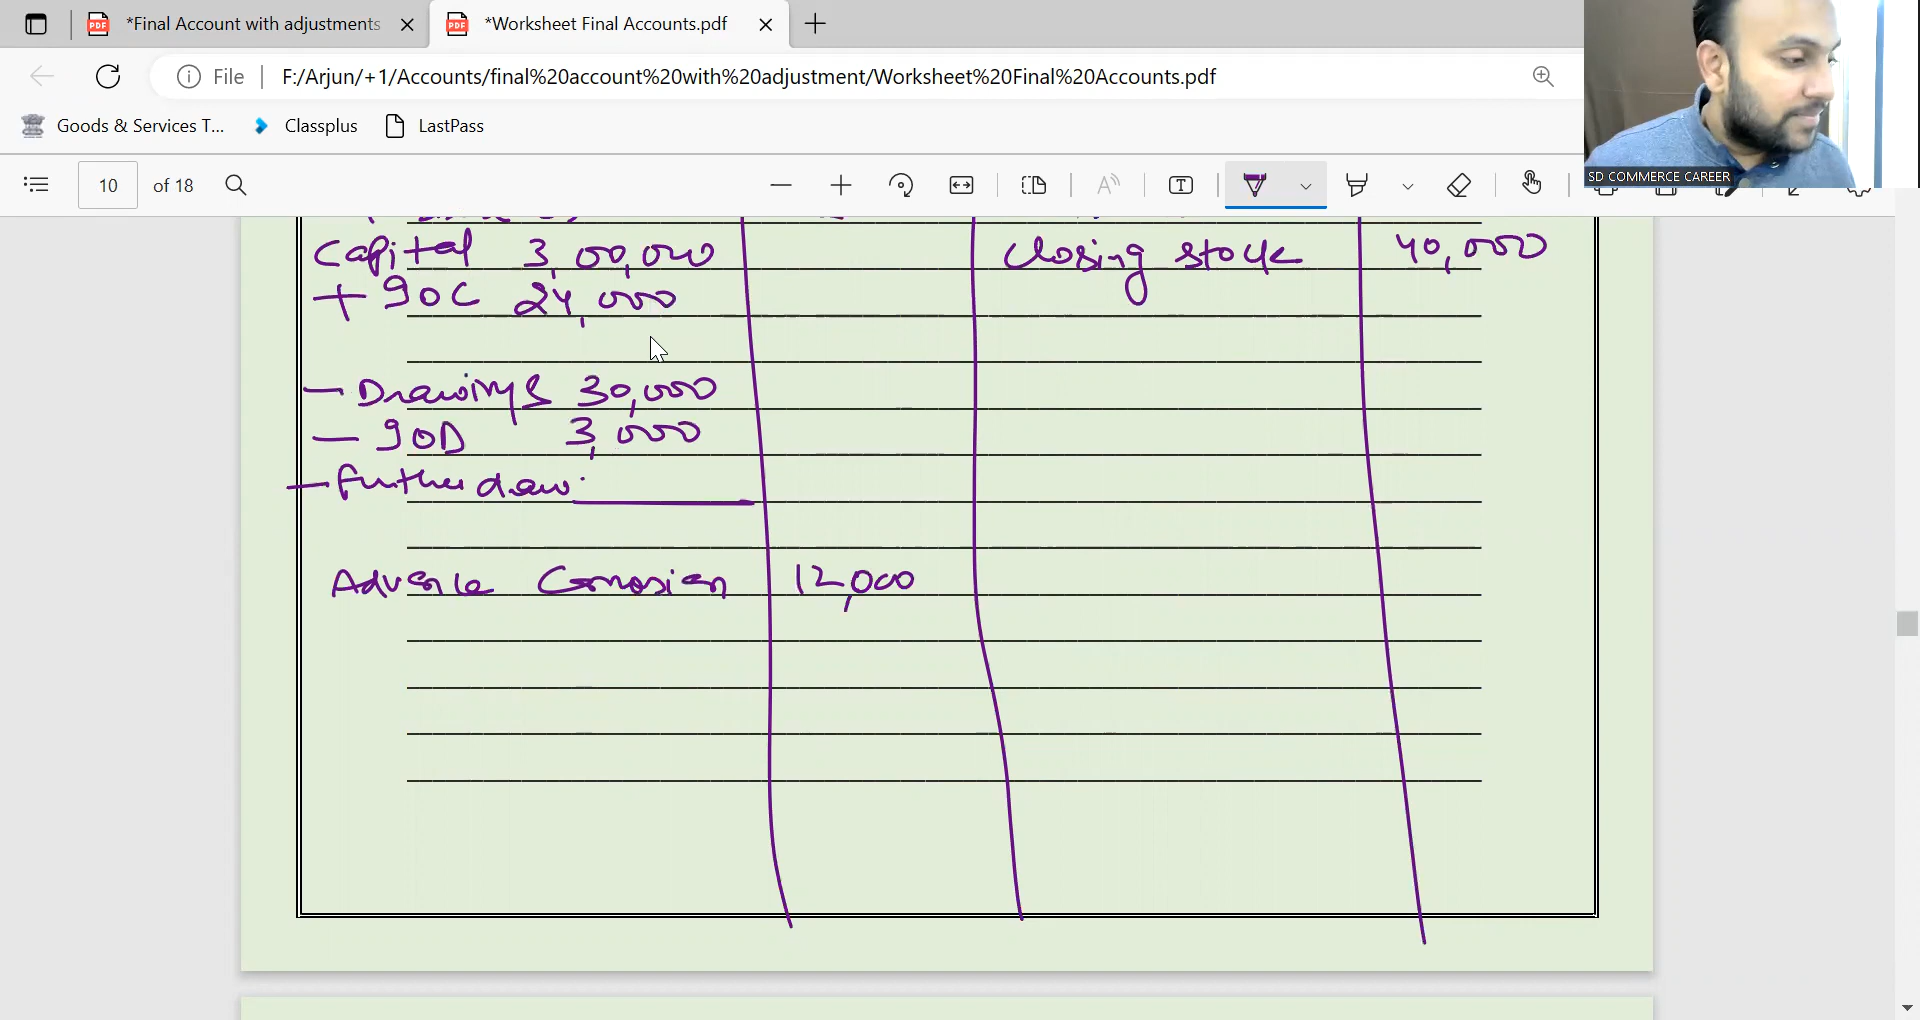 *Final Account with adjustments
*Worksheet Final Accounts.pdf
File
F:/Arjun/+1/Accounts/final%20account%20with%20adjustment/Worksheet%20Final%20Accounts.pdf
Goods & Services T...
Classplus
LastPass
10 of 18
SD COMMERCE CAREER
Capital 3,00,000
Closing stock 40,000
+ IOC 24,000
- Drawings 30,000
- IOD 3,000
- Further draw.
Advance Commosion 12,000